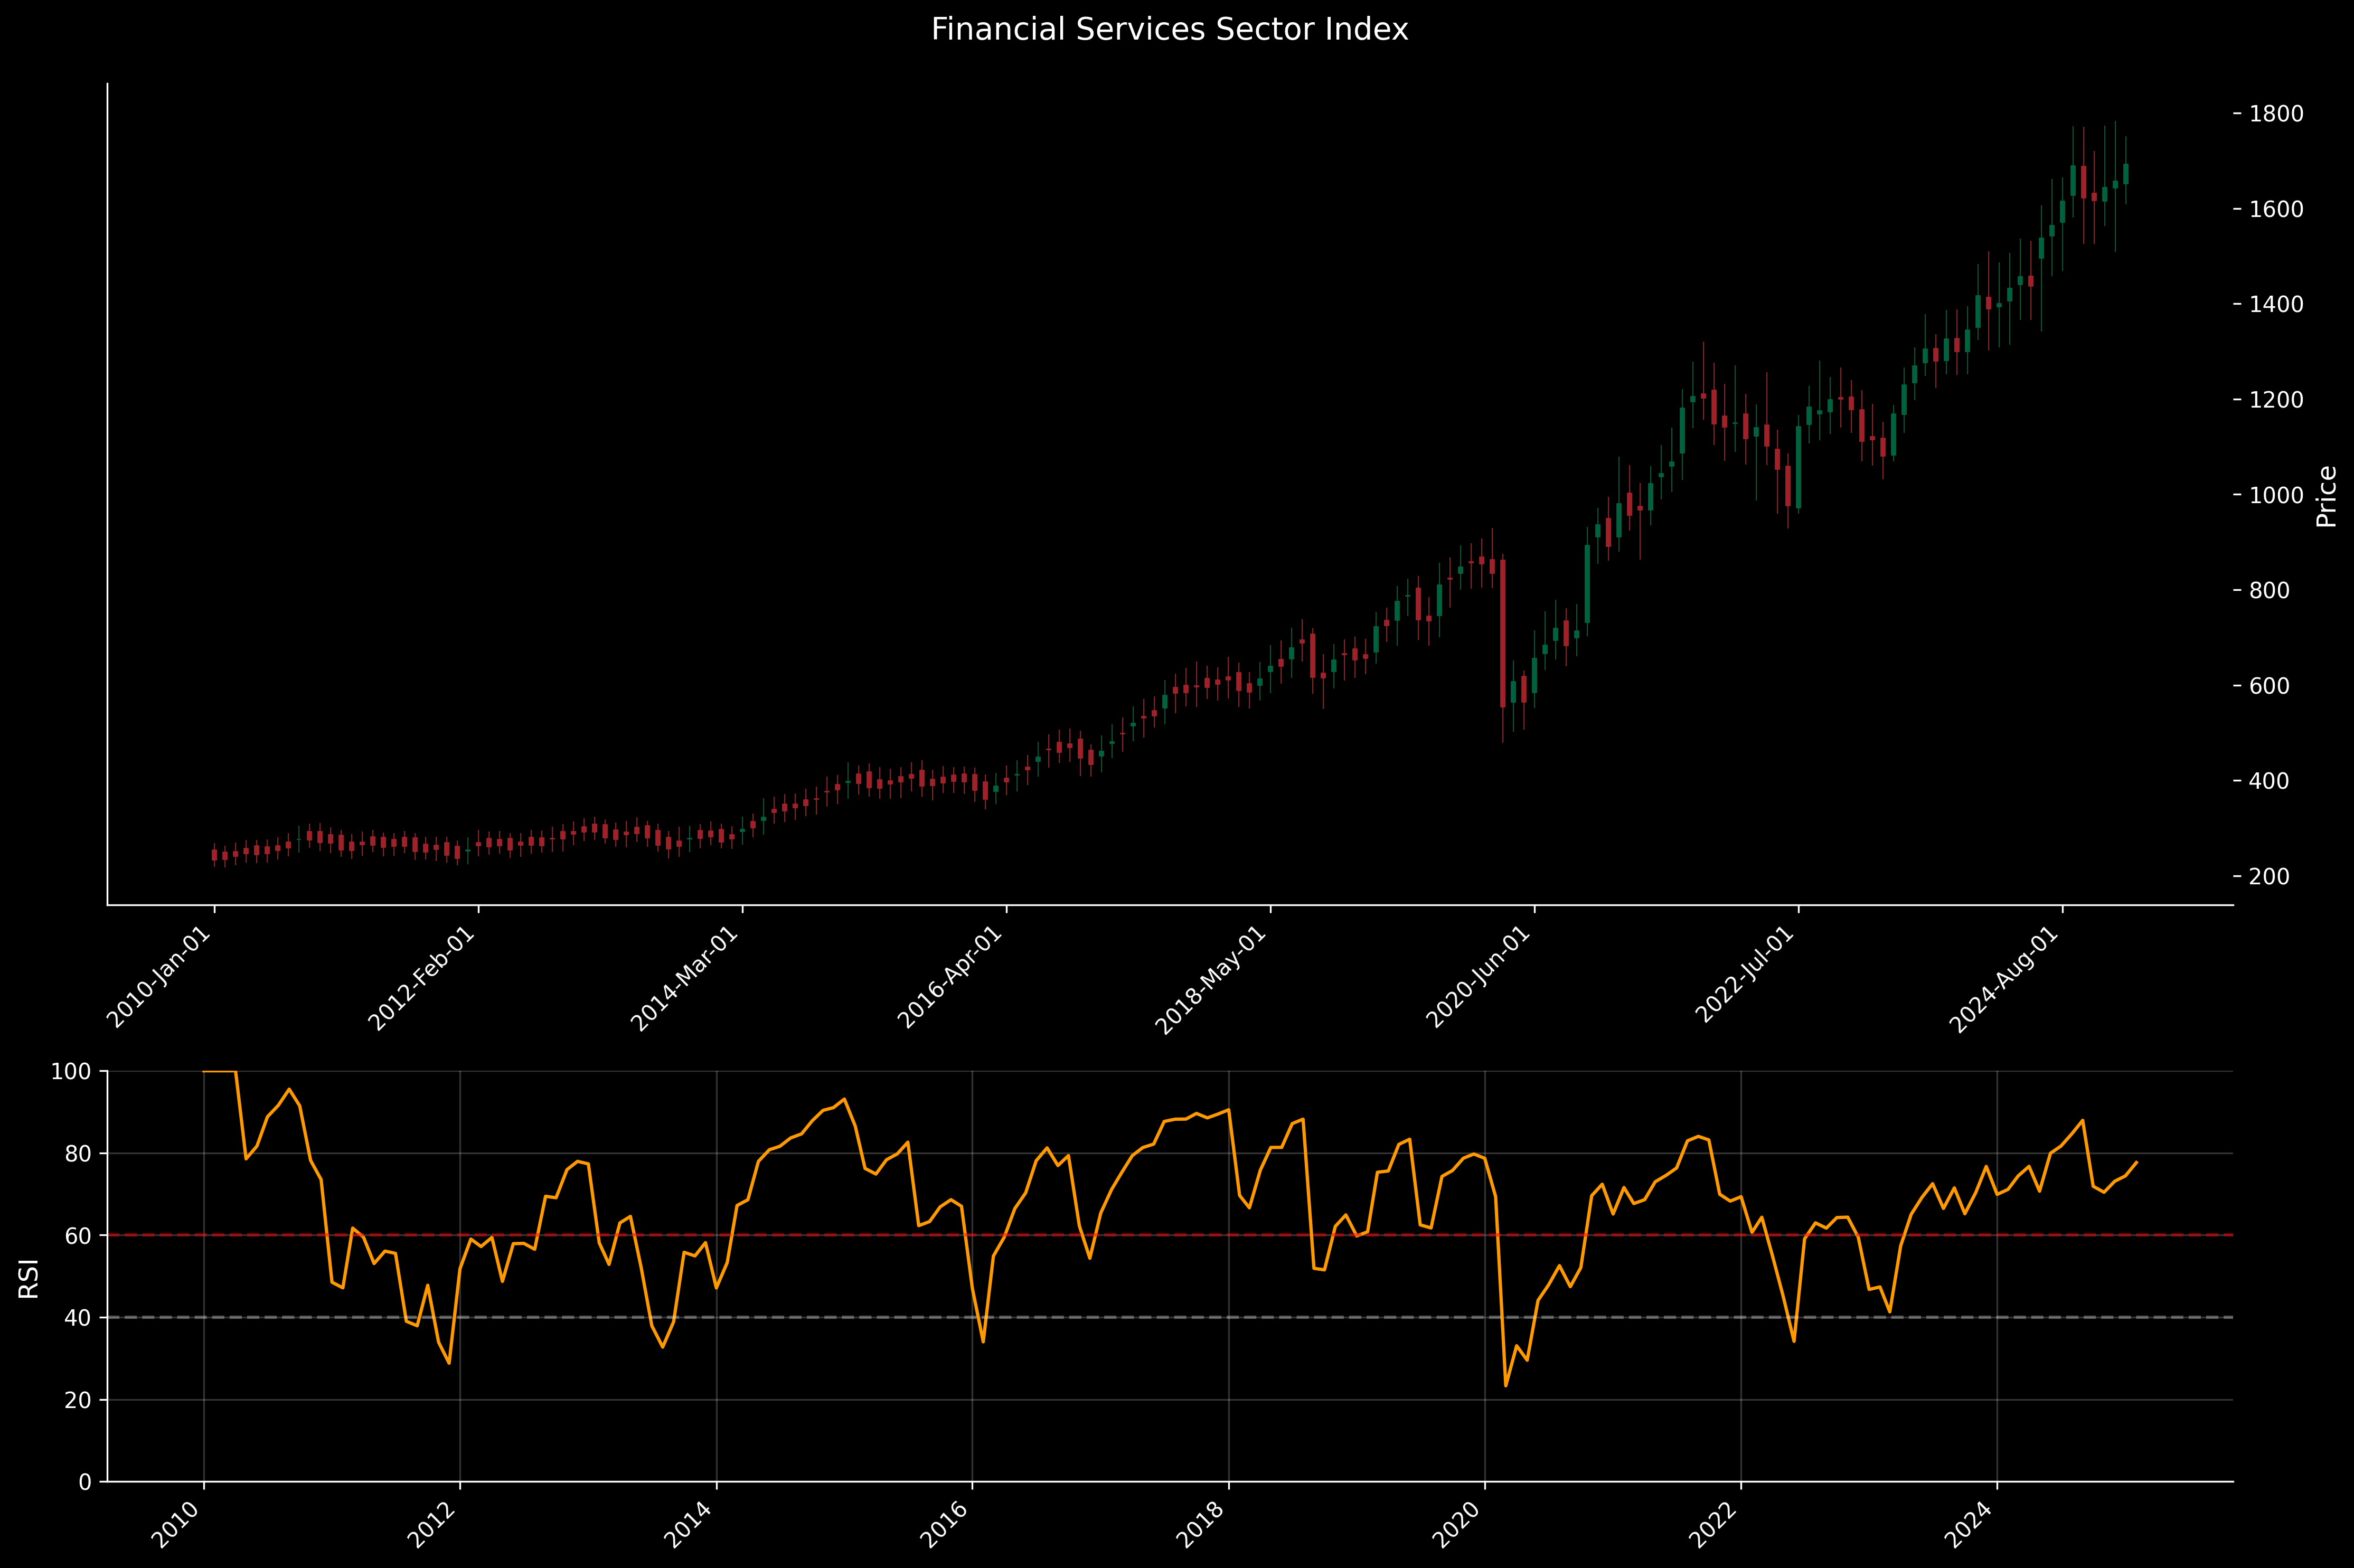 Financial Services Sector Index
1800
1600
1400
1200
1000
800
600
400
200
Price
2010-Jan-01
2012-Feb-01
2014-Mar-01
2016-Apr-01
2018-May-01
2020-Jun-01
2022-Jul-01
2024-Aug-01
100
80
60
40
20
0
RSI
2010
2012
2014
2016
2018
2020
2022
2024